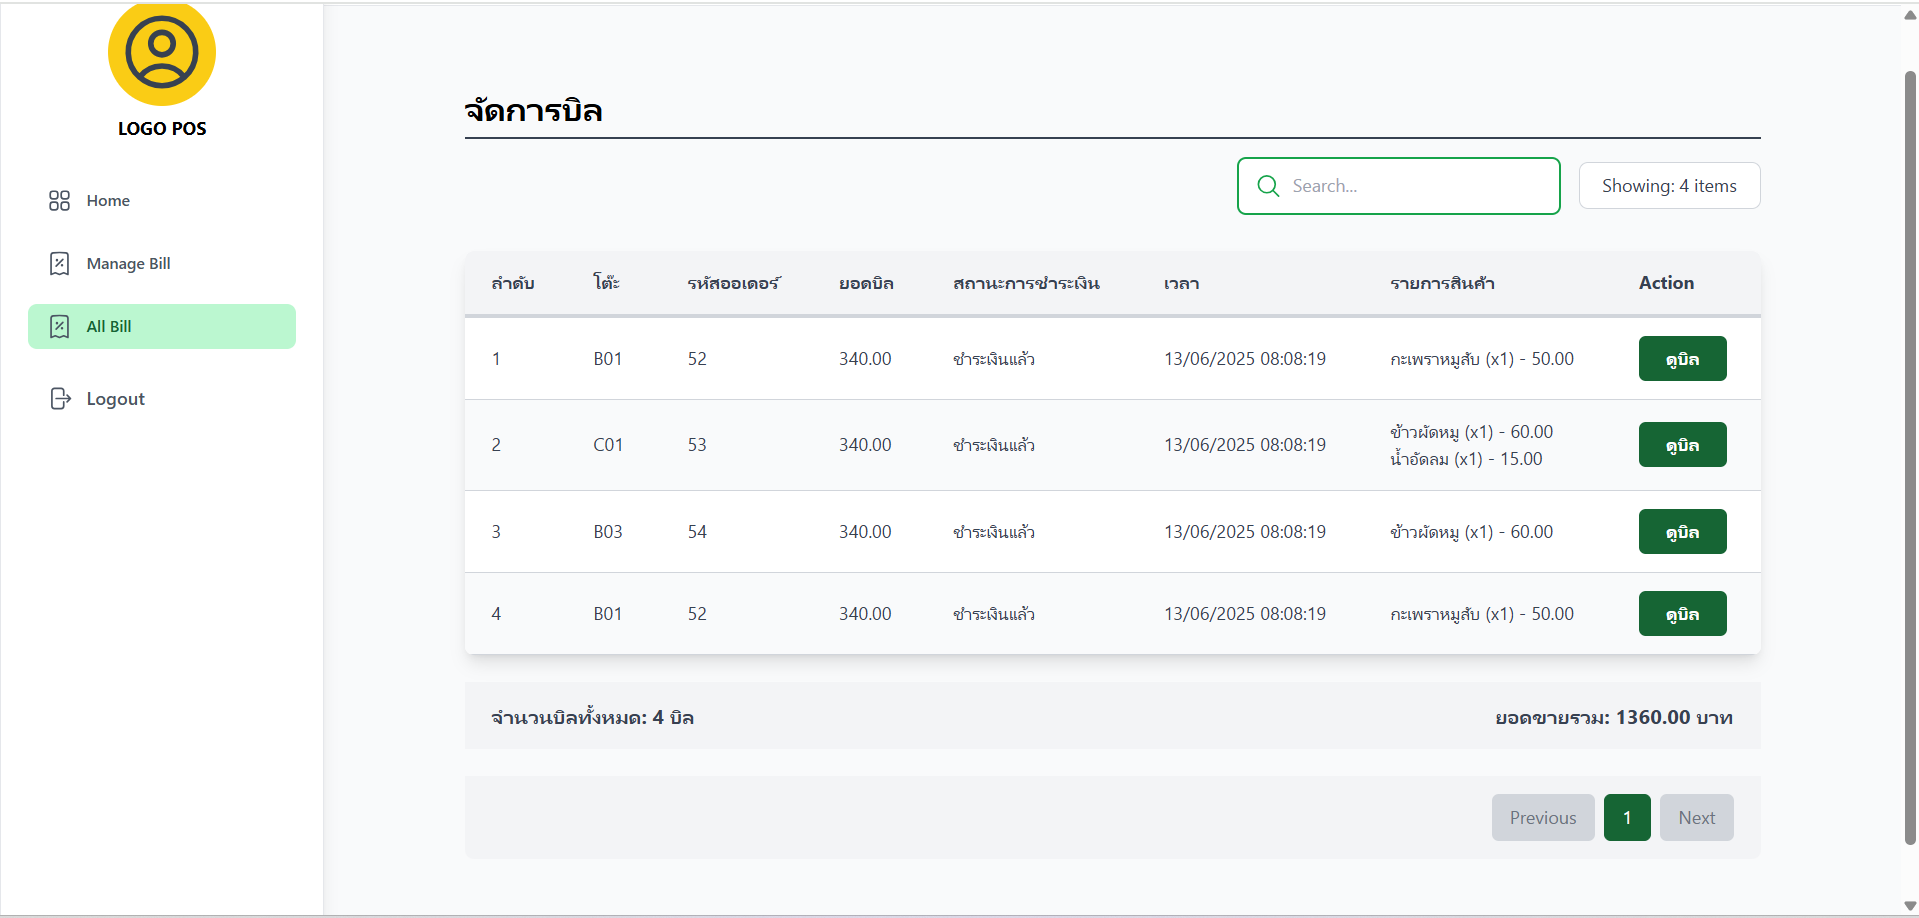 LOGO POS
Home
Manage Bill
All Bill
Logout
จัดการบิล
Search...
Showing: 4 items
ลำดับ โต๊ะ รหัสออเดอร์ ยอดบิล สถานะการชำระเงิน เวลา รายการสินค้า Action
1 B01 52 340.00 ชำระเงินแล้ว 13/06/2025 08:08:19 กะเพราหมูสับ (x1) - 50.00 ดูบิล
2 C01 53 340.00 ชำระเงินแล้ว 13/06/2025 08:08:19 ข้าวผัดหมู (x1) - 60.00 ดูบิล
น้ำอัดลม (x1) - 15.00
3 B03 54 340.00 ชำระเงินแล้ว 13/06/2025 08:08:19 ข้าวผัดหมู (x1) - 60.00 ดูบิล
4 B01 52 340.00 ชำระเงินแล้ว 13/06/2025 08:08:19 กะเพราหมูสับ (x1) - 50.00 ดูบิล
จำนวนบิลทั้งหมด: 4 บิล ยอดขายรวม: 1360.00 บาท
Previous 1 Next